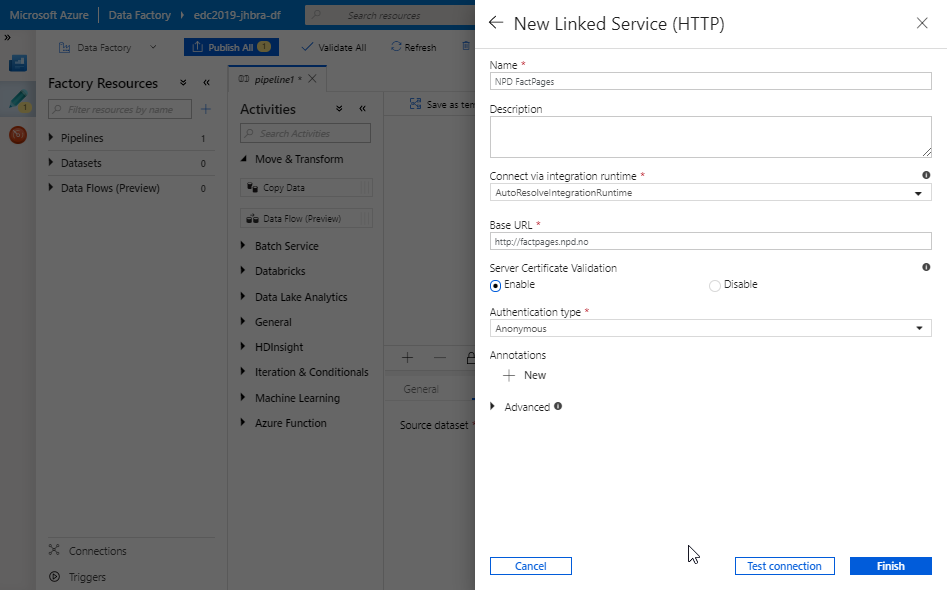 Microsoft Azure
Data Factory
edc2019-jhbra-df
Search resources
Data Factory
Publish All 1
Validate All
Refresh
Factory Resources
Filter resources by name
Pipelines 1
Datasets 0
Data Flows (Preview) 0
Connections
Triggers
pipeline1 *
Activities
Search Activities
Move & Transform
Copy Data
Data Flow (Preview)
Batch Service
Databricks
Data Lake Analytics
General
HDInsight
Iteration & Conditionals
Machine Learning
Azure Function
Save as tem
General
Source dataset *
New Linked Service (HTTP)
Name *
NPD FactPages
Description
Connect via integration runtime *
AutoResolveIntegrationRuntime
Base URL *
http://factpages.npd.no
Server Certificate Validation
Enable
Disable
Authentication type *
Anonymous
Annotations
New
Advanced
Cancel
Test connection
Finish